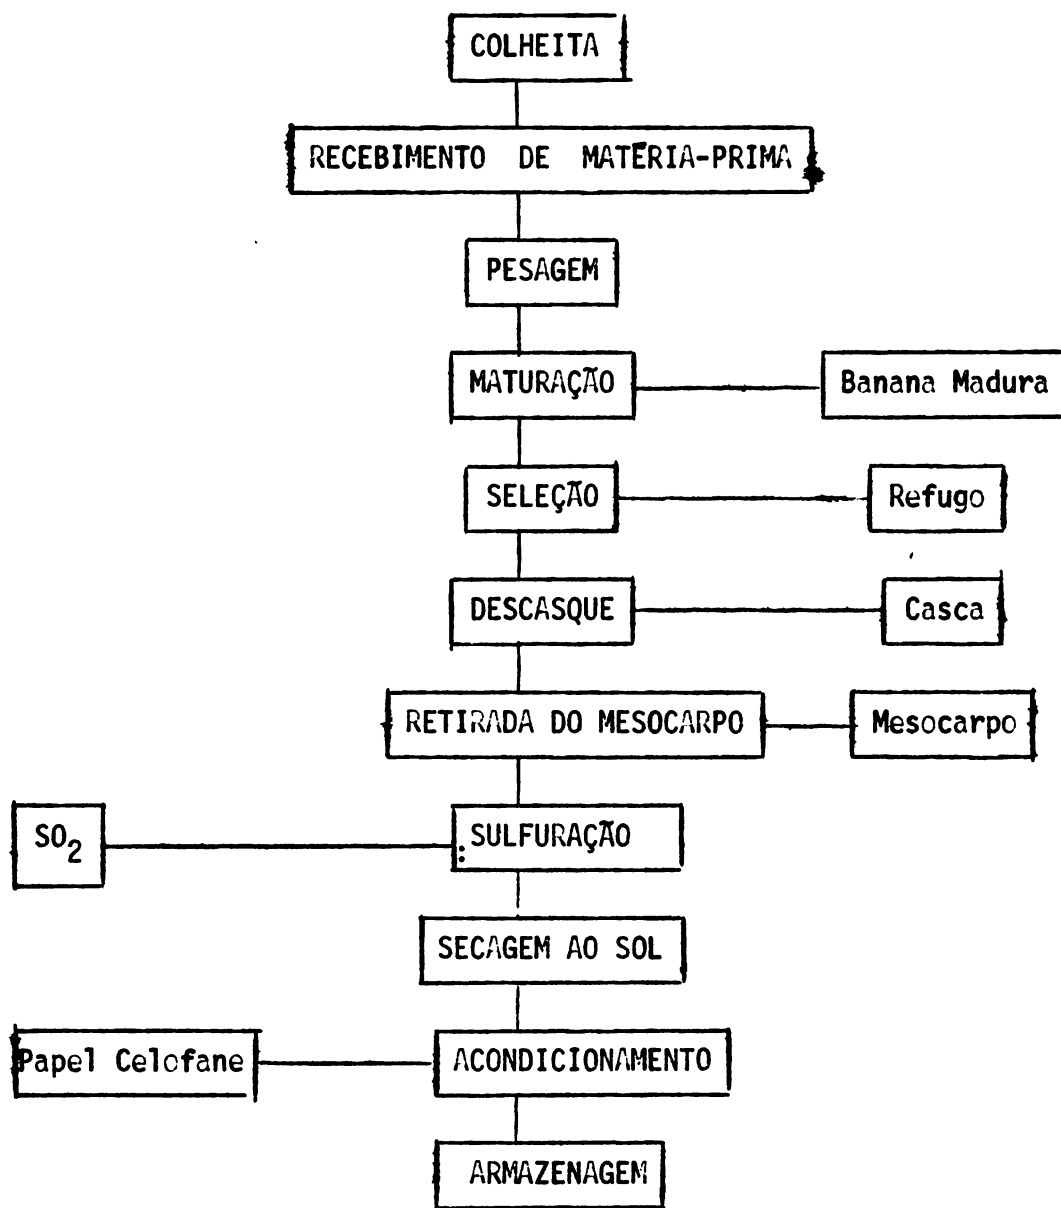 COLHEITA
RECEBIMENTO DE MATÉRIA-PRIMA
PESAGEM
MATURAÇÃO
Banana Madura
SELEÇÃO
Refugo
DESCASQUE
Casca
RETIRADA DO MESOCARPO
Mesocarpo
SO₂
SULFURAÇÃO
SECAGEM AO SOL
Papel Celofane
ACONDICIONAMENTO
ARMAZENAGEM